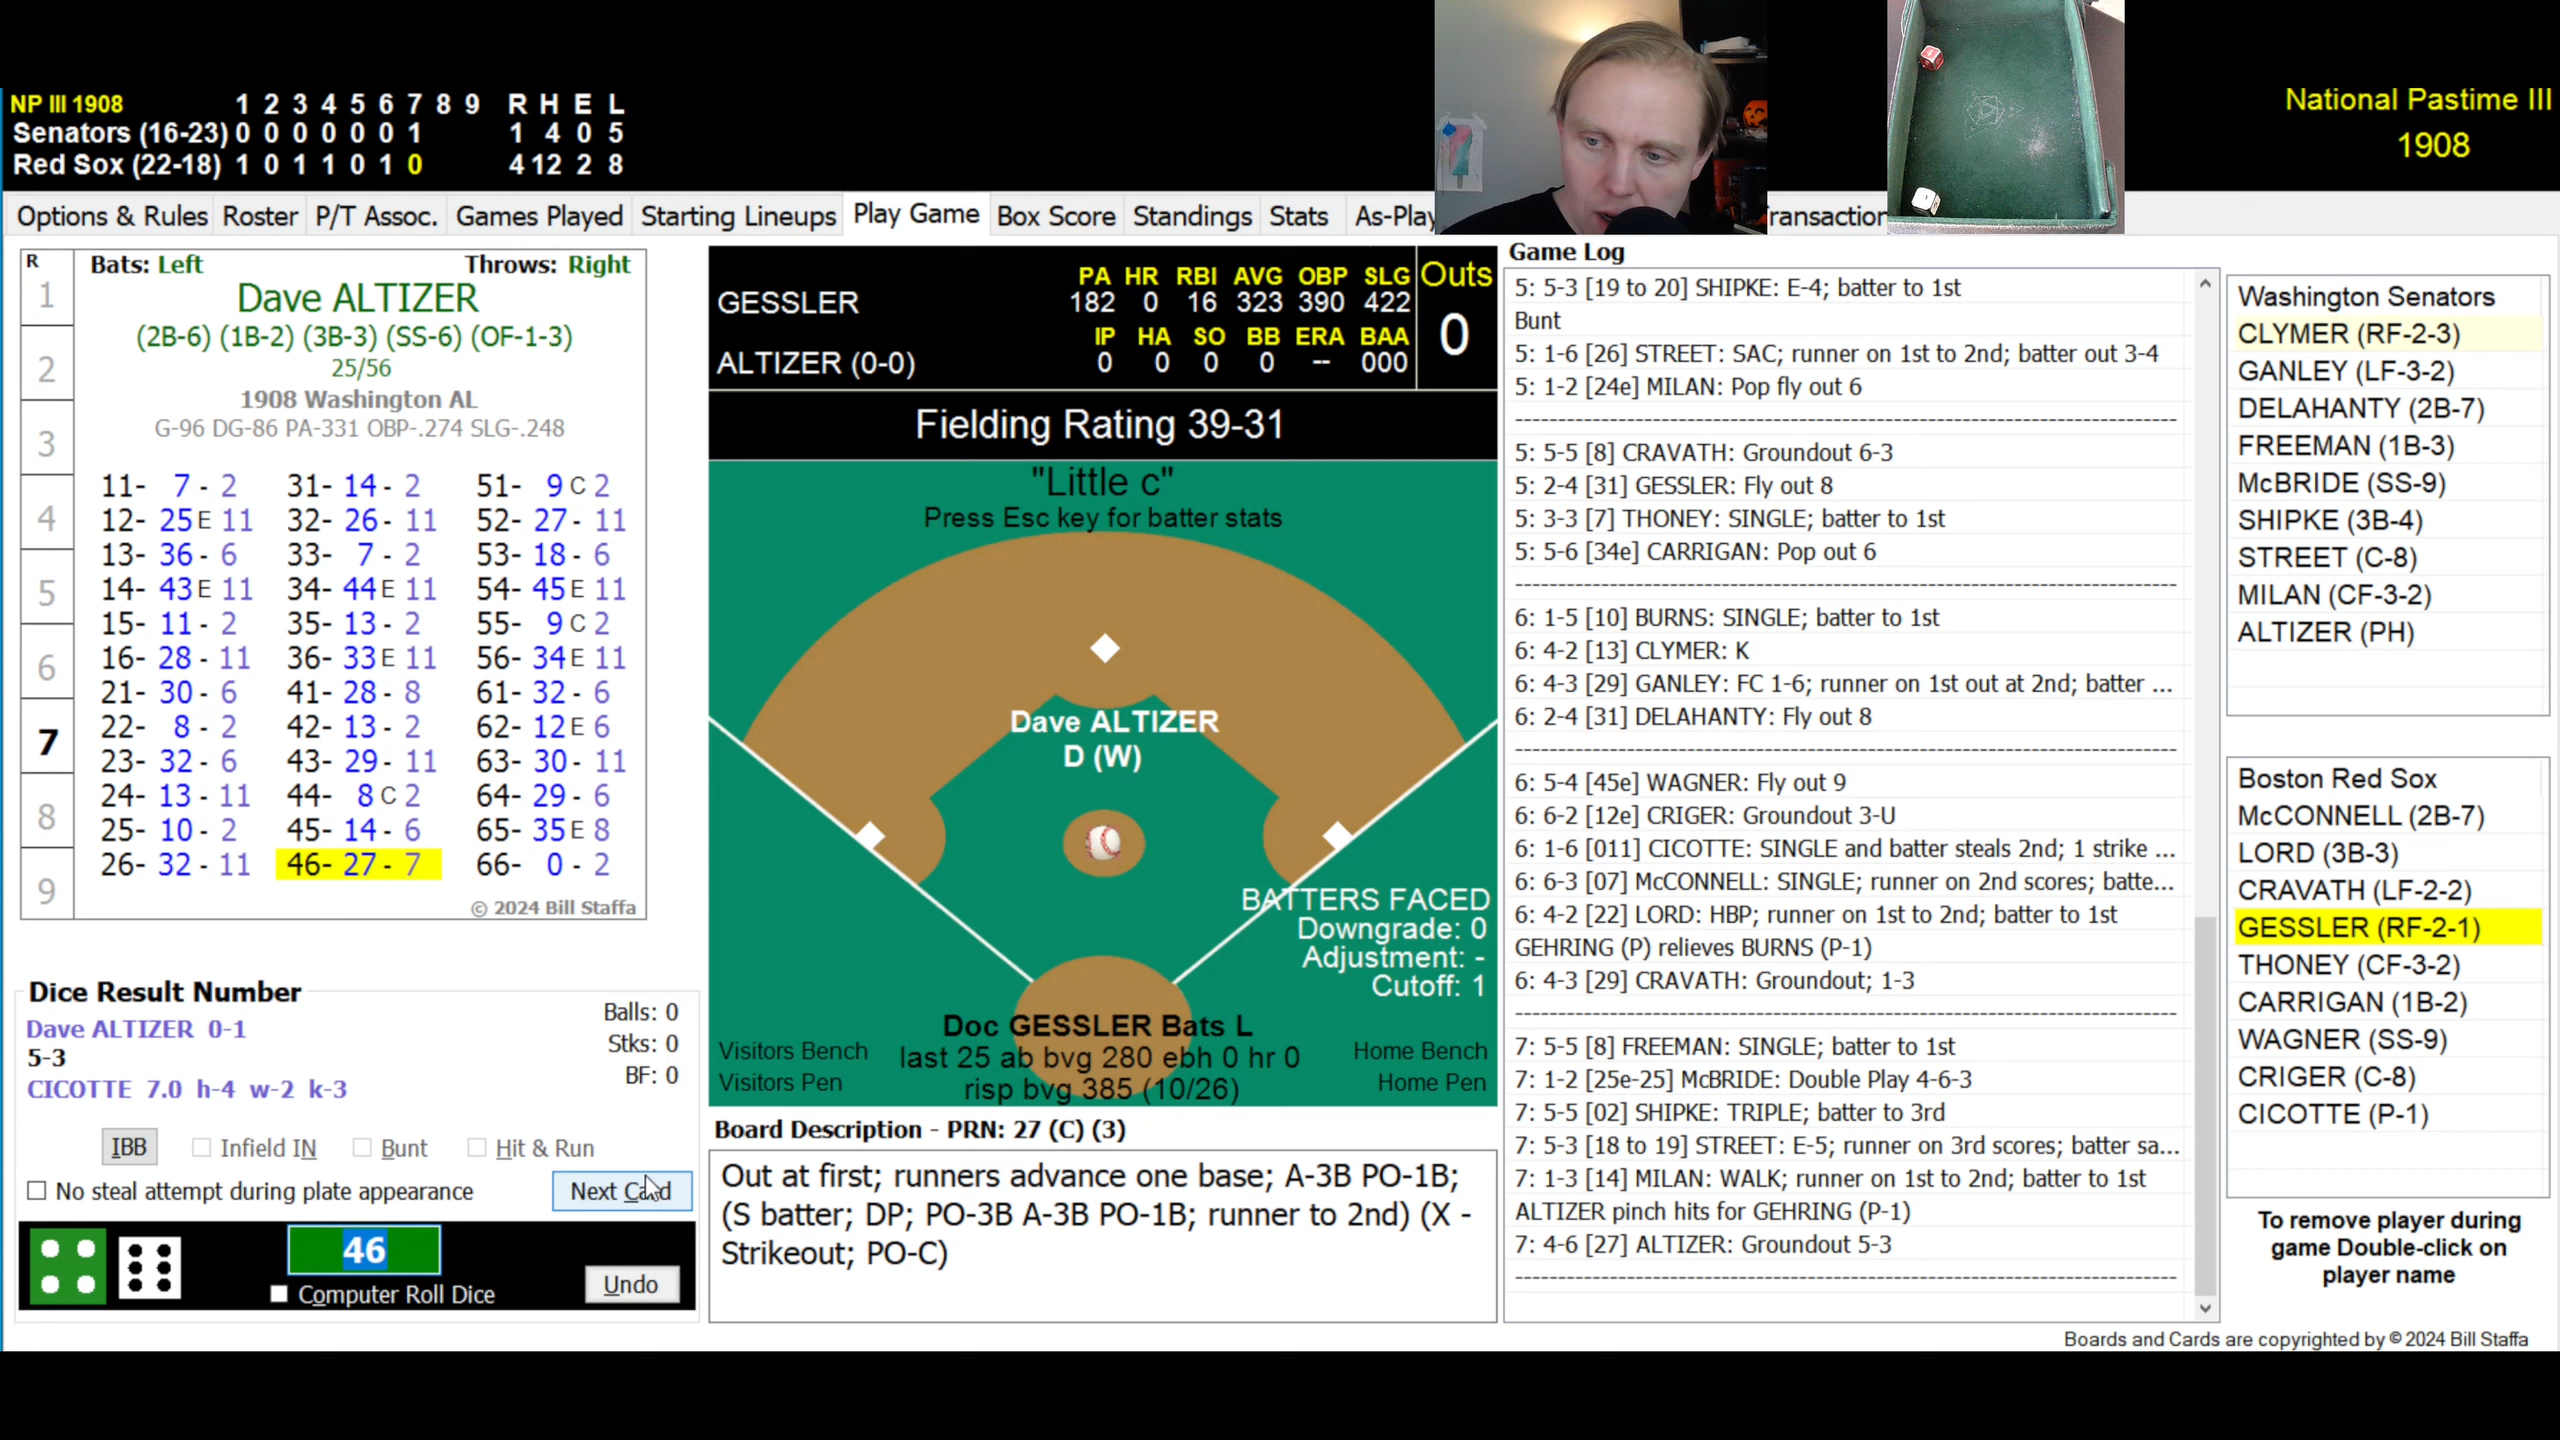 NP III 1908 1 2 3 4 5 6 7 8 9 R H E L
Senators (16-23) 0 0 0 0 0 0 1 1 4 0 5
Red Sox (22-18) 1 0 1 1 0 1 0 4 12 2 8
National Pastime III
1908
Options & Rules Roster P/T Assoc. Games Played Starting Lineups Play Game Box Score Standings Stats As-Play ransaction
R
1
2
3
4
5
6
7
8
9
Bats: Left Throws: Right
Dave ALTIZER
(2B-6) (1B-2) (3B-3) (SS-6) (OF-1-3)
25/56
1908 Washington AL
G-96 DG-86 PA-331 OBP-.274 SLG-.248
11- 7 - 2 31- 14 - 2 51- 9 C 2
12- 25 E 11 32- 26 - 11 52- 27 - 11
13- 36 - 6 33- 7 - 2 53- 18 - 6
14- 43 E 11 34- 44 E 11 54- 45 E 11
15- 11 - 2 35- 13 - 2 55- 9 C 2
16- 28 - 11 36- 33 E 11 56- 34 E 11
21- 30 - 6 41- 28 - 8 61- 32 - 6
22- 8 - 2 42- 13 - 2 62- 12 E 6
23- 32 - 6 43- 29 - 11 63- 30 - 11
24- 13 - 11 44- 8 C 2 64- 29 - 6
25- 10 - 2 45- 14 - 6 65- 35 E 8
26- 32 - 11 46- 27 - 7 66- 0 - 2
© 2024 Bill Staffa
Dice Result Number
Dave ALTIZER 0-1
5-3
CICOTTE 7.0 h-4 w-2 k-3
Balls: 0
Stks: 0
BF: 0
IBB Infield IN Bunt Hit & Run
No steal attempt during plate appearance Next Card
46
Computer Roll Dice Undo
PA HR RBI AVG OBP SLG
GESSLER 182 0 16 323 390 422
IP HA SO BB ERA BAA
ALTIZER (0-0) 0 0 0 0 -- 000
Outs
0
Fielding Rating 39-31
"Little c"
Press Esc key for batter stats
Dave ALTIZER
D (W)
BATTERS FACED
Downgrade: 0
Adjustment: -
Cutoff: 1
Doc GESSLER Bats L
last 25 ab bvg 280 ebh 0 hr 0
risp bvg 385 (10/26)
Visitors Bench
Visitors Pen
Home Bench
Home Pen
Board Description - PRN: 27 (C) (3)
Out at first; runners advance one base; A-3B PO-1B;
(S batter; DP; PO-3B A-3B PO-1B; runner to 2nd) (X -
Strikeout; PO-C)
Game Log
5: 5-3 [19 to 20] SHIPKE: E-4; batter to 1st
Bunt
5: 1-6 [26] STREET: SAC; runner on 1st to 2nd; batter out 3-4
5: 1-2 [24e] MILAN: Pop fly out 6
--------------------------------------------------
5: 5-5 [8] CRAVATH: Groundout 6-3
5: 2-4 [31] GESSLER: Fly out 8
5: 3-3 [7] THONEY: SINGLE; batter to 1st
5: 5-6 [34e] CARRIGAN: Pop out 6
--------------------------------------------------
6: 1-5 [10] BURNS: SINGLE; batter to 1st
6: 4-2 [13] CLYMER: K
6: 4-3 [29] GANLEY: FC 1-6; runner on 1st out at 2nd; batter ...
6: 2-4 [31] DELAHANTY: Fly out 8
--------------------------------------------------
6: 5-4 [45e] WAGNER: Fly out 9
6: 6-2 [12e] CRIGER: Groundout 3-U
6: 1-6 [011] CICOTTE: SINGLE and batter steals 2nd; 1 strike ...
6: 6-3 [07] McCONNELL: SINGLE; runner on 2nd scores; batte...
6: 4-2 [22] LORD: HBP; runner on 1st to 2nd; batter to 1st
GEHRING (P) relieves BURNS (P-1)
6: 4-3 [29] CRAVATH: Groundout; 1-3
--------------------------------------------------
7: 5-5 [8] FREEMAN: SINGLE; batter to 1st
7: 1-2 [25e-25] McBRIDE: Double Play 4-6-3
7: 5-5 [02] SHIPKE: TRIPLE; batter to 3rd
7: 5-3 [18 to 19] STREET: E-5; runner on 3rd scores; batter sa...
7: 1-3 [14] MILAN: WALK; runner on 1st to 2nd; batter to 1st
ALTIZER pinch hits for GEHRING (P-1)
7: 4-6 [27] ALTIZER: Groundout 5-3
--------------------------------------------------
Washington Senators
CLYMER (RF-2-3)
GANLEY (LF-3-2)
DELAHANTY (2B-7)
FREEMAN (1B-3)
McBRIDE (SS-9)
SHIPKE (3B-4)
STREET (C-8)
MILAN (CF-3-2)
ALTIZER (PH)
Boston Red Sox
McCONNELL (2B-7)
LORD (3B-3)
CRAVATH (LF-2-2)
GESSLER (RF-2-1)
THONEY (CF-3-2)
CARRIGAN (1B-2)
WAGNER (SS-9)
CRIGER (C-8)
CICOTTE (P-1)
To remove player during
game Double-click on
player name
Boards and Cards are copyrighted by © 2024 Bill Staffa